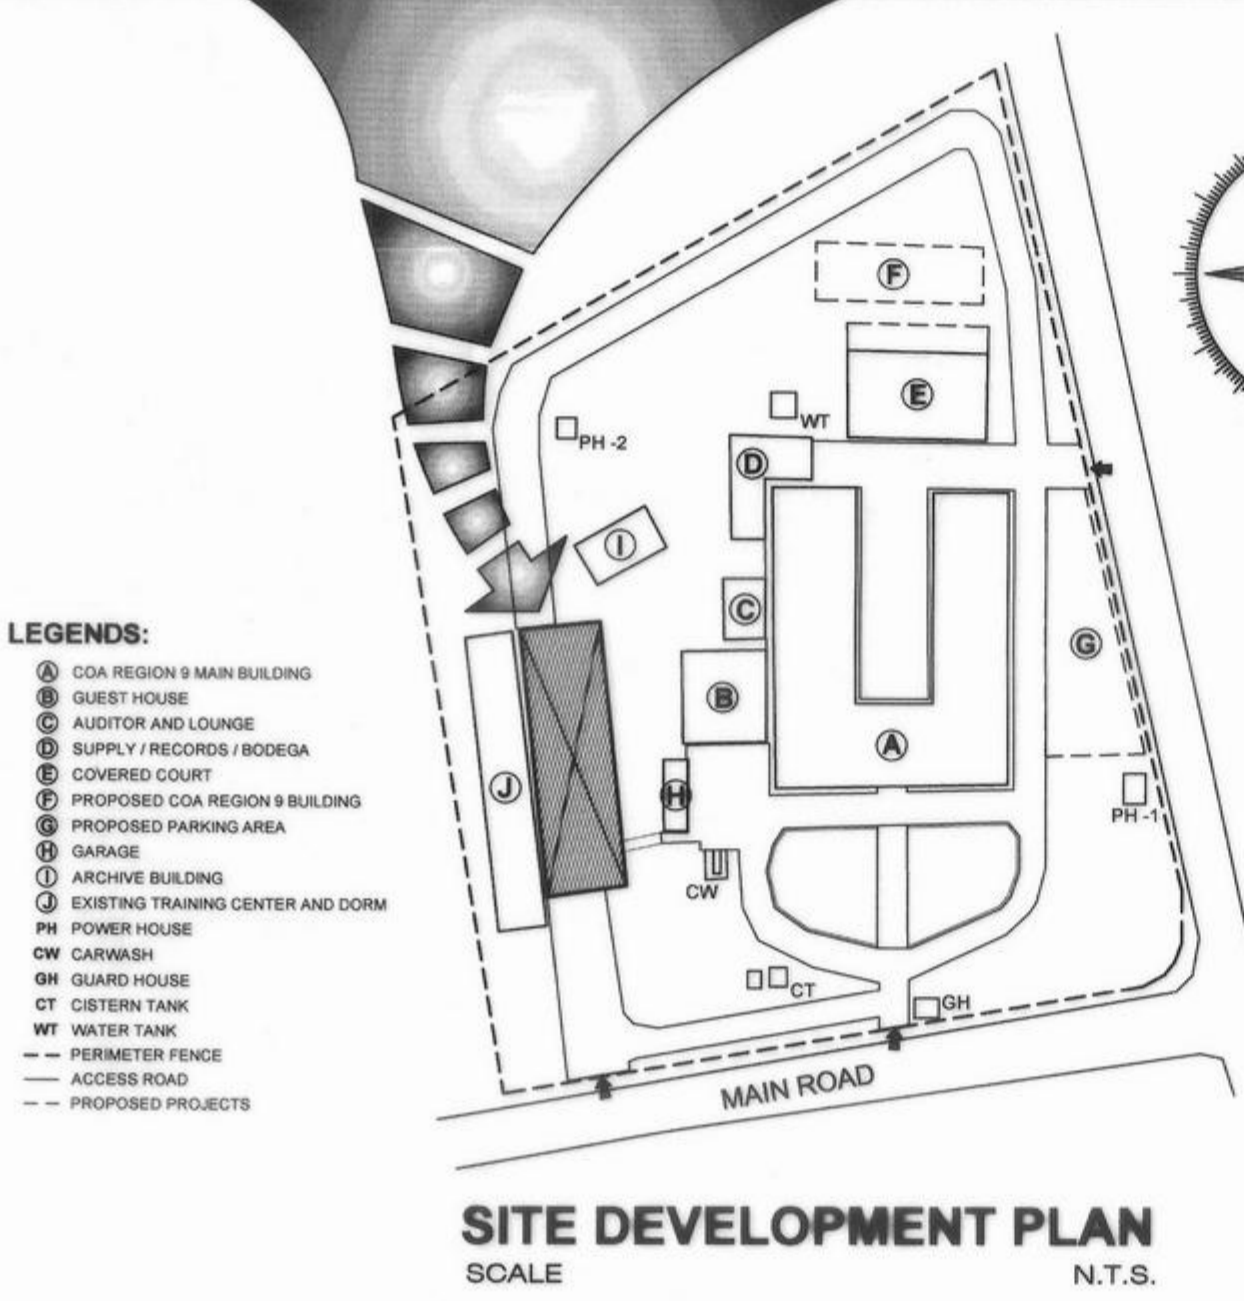 F
E
WT
PH -2
D
I
C
G
B
A
J
H
PH -1
CW
CT
GH
MAIN ROAD
LEGENDS:
A COA REGION 9 MAIN BUILDING
B GUEST HOUSE
C AUDITOR AND LOUNGE
D SUPPLY / RECORDS / BODEGA
E COVERED COURT
F PROPOSED COA REGION 9 BUILDING
G PROPOSED PARKING AREA
H GARAGE
I ARCHIVE BUILDING
J EXISTING TRAINING CENTER AND DORM
PH POWER HOUSE
CW CARWASH
GH GUARD HOUSE
CT CISTERN TANK
WT WATER TANK
PERIMETER FENCE
ACCESS ROAD
PROPOSED PROJECTS
SITE DEVELOPMENT PLAN
SCALE N.T.S.